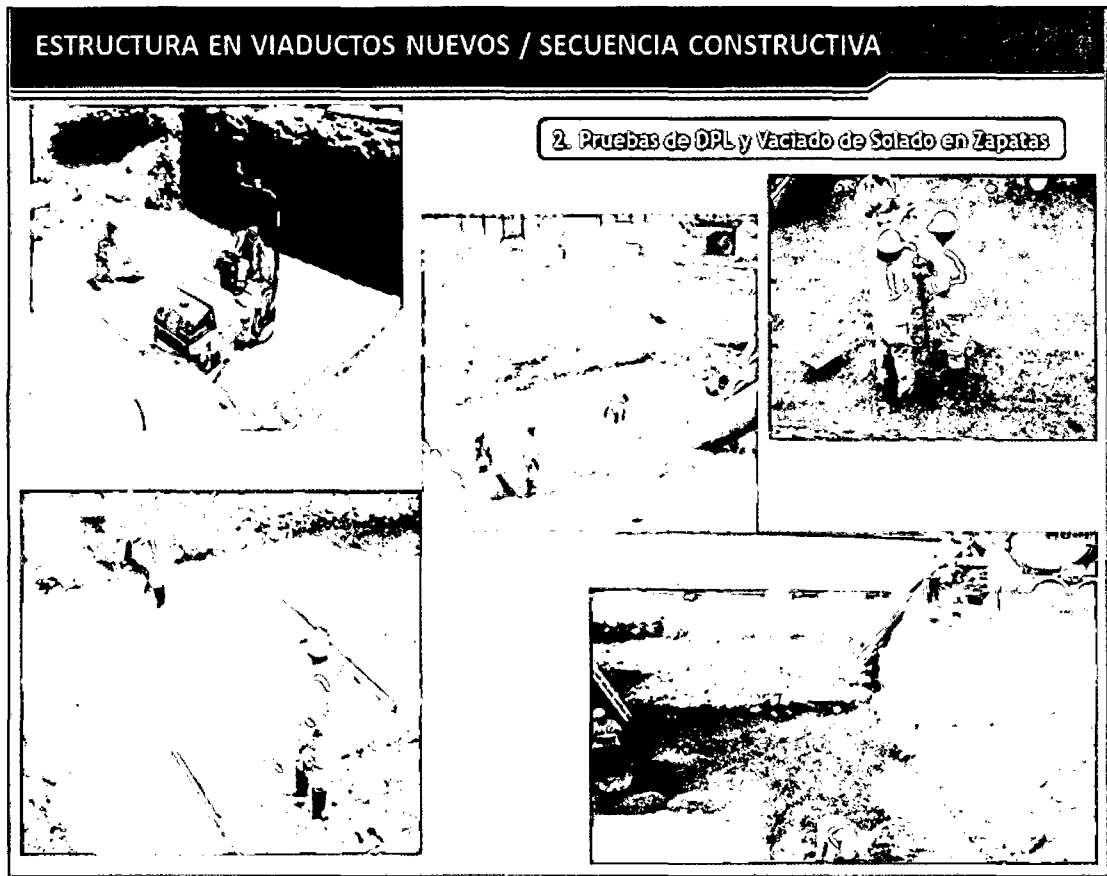 ESTRUCTURA EN VIADUCTOS NUEVOS / SECUENCIA CONSTRUCTIVA
2. Pruebas de DPL y Vaciado de Solado en Zapatas